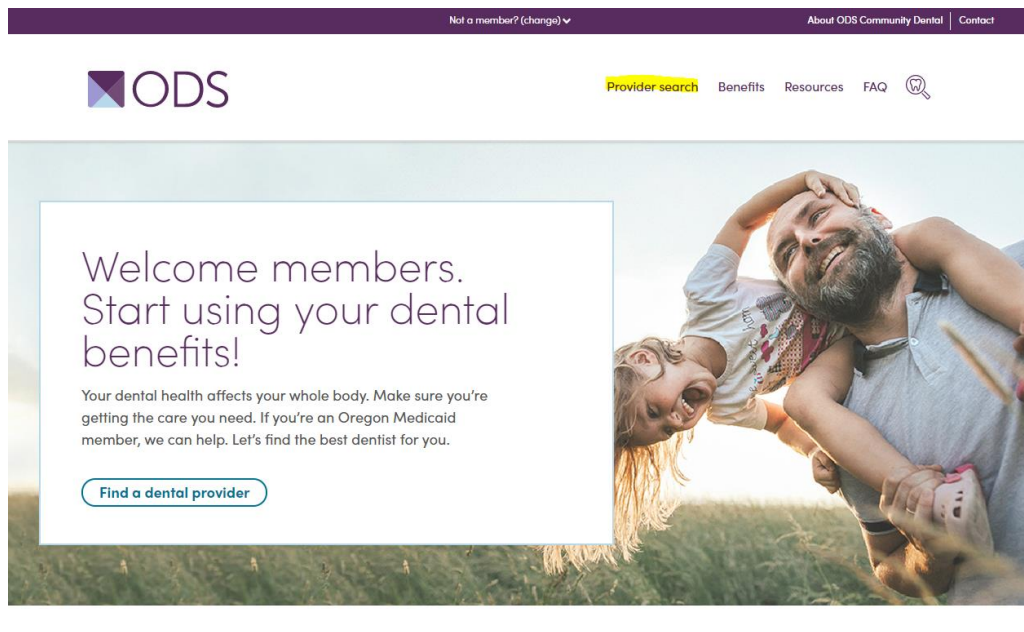 Not a member? (change)
About ODS Community Dental
Contact
ODS
Provider search
Benefits
Resources
FAQ
Welcome members.
Start using your dental
benefits!
Your dental health affects your whole body. Make sure you’re
getting the care you need. If you’re an Oregon Medicaid
member, we can help. Let’s find the best dentist for you.
Find a dental provider